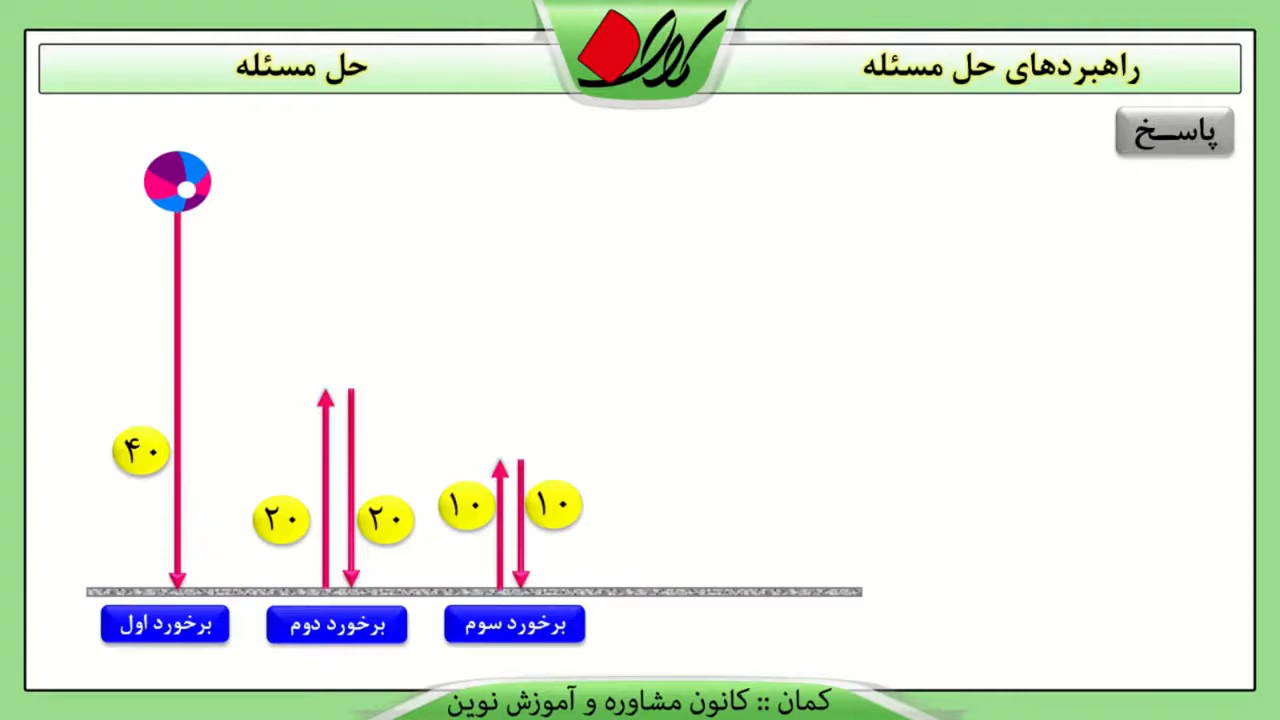 راهبردهای حل مسئله
حل مسئله
کمان
پاسـخ
۴۰
۲۰
۲۰
۱۰
۱۰
برخورد اول
برخورد دوم
برخورد سوم
کمان :: کانون مشاوره و آموزش نوین